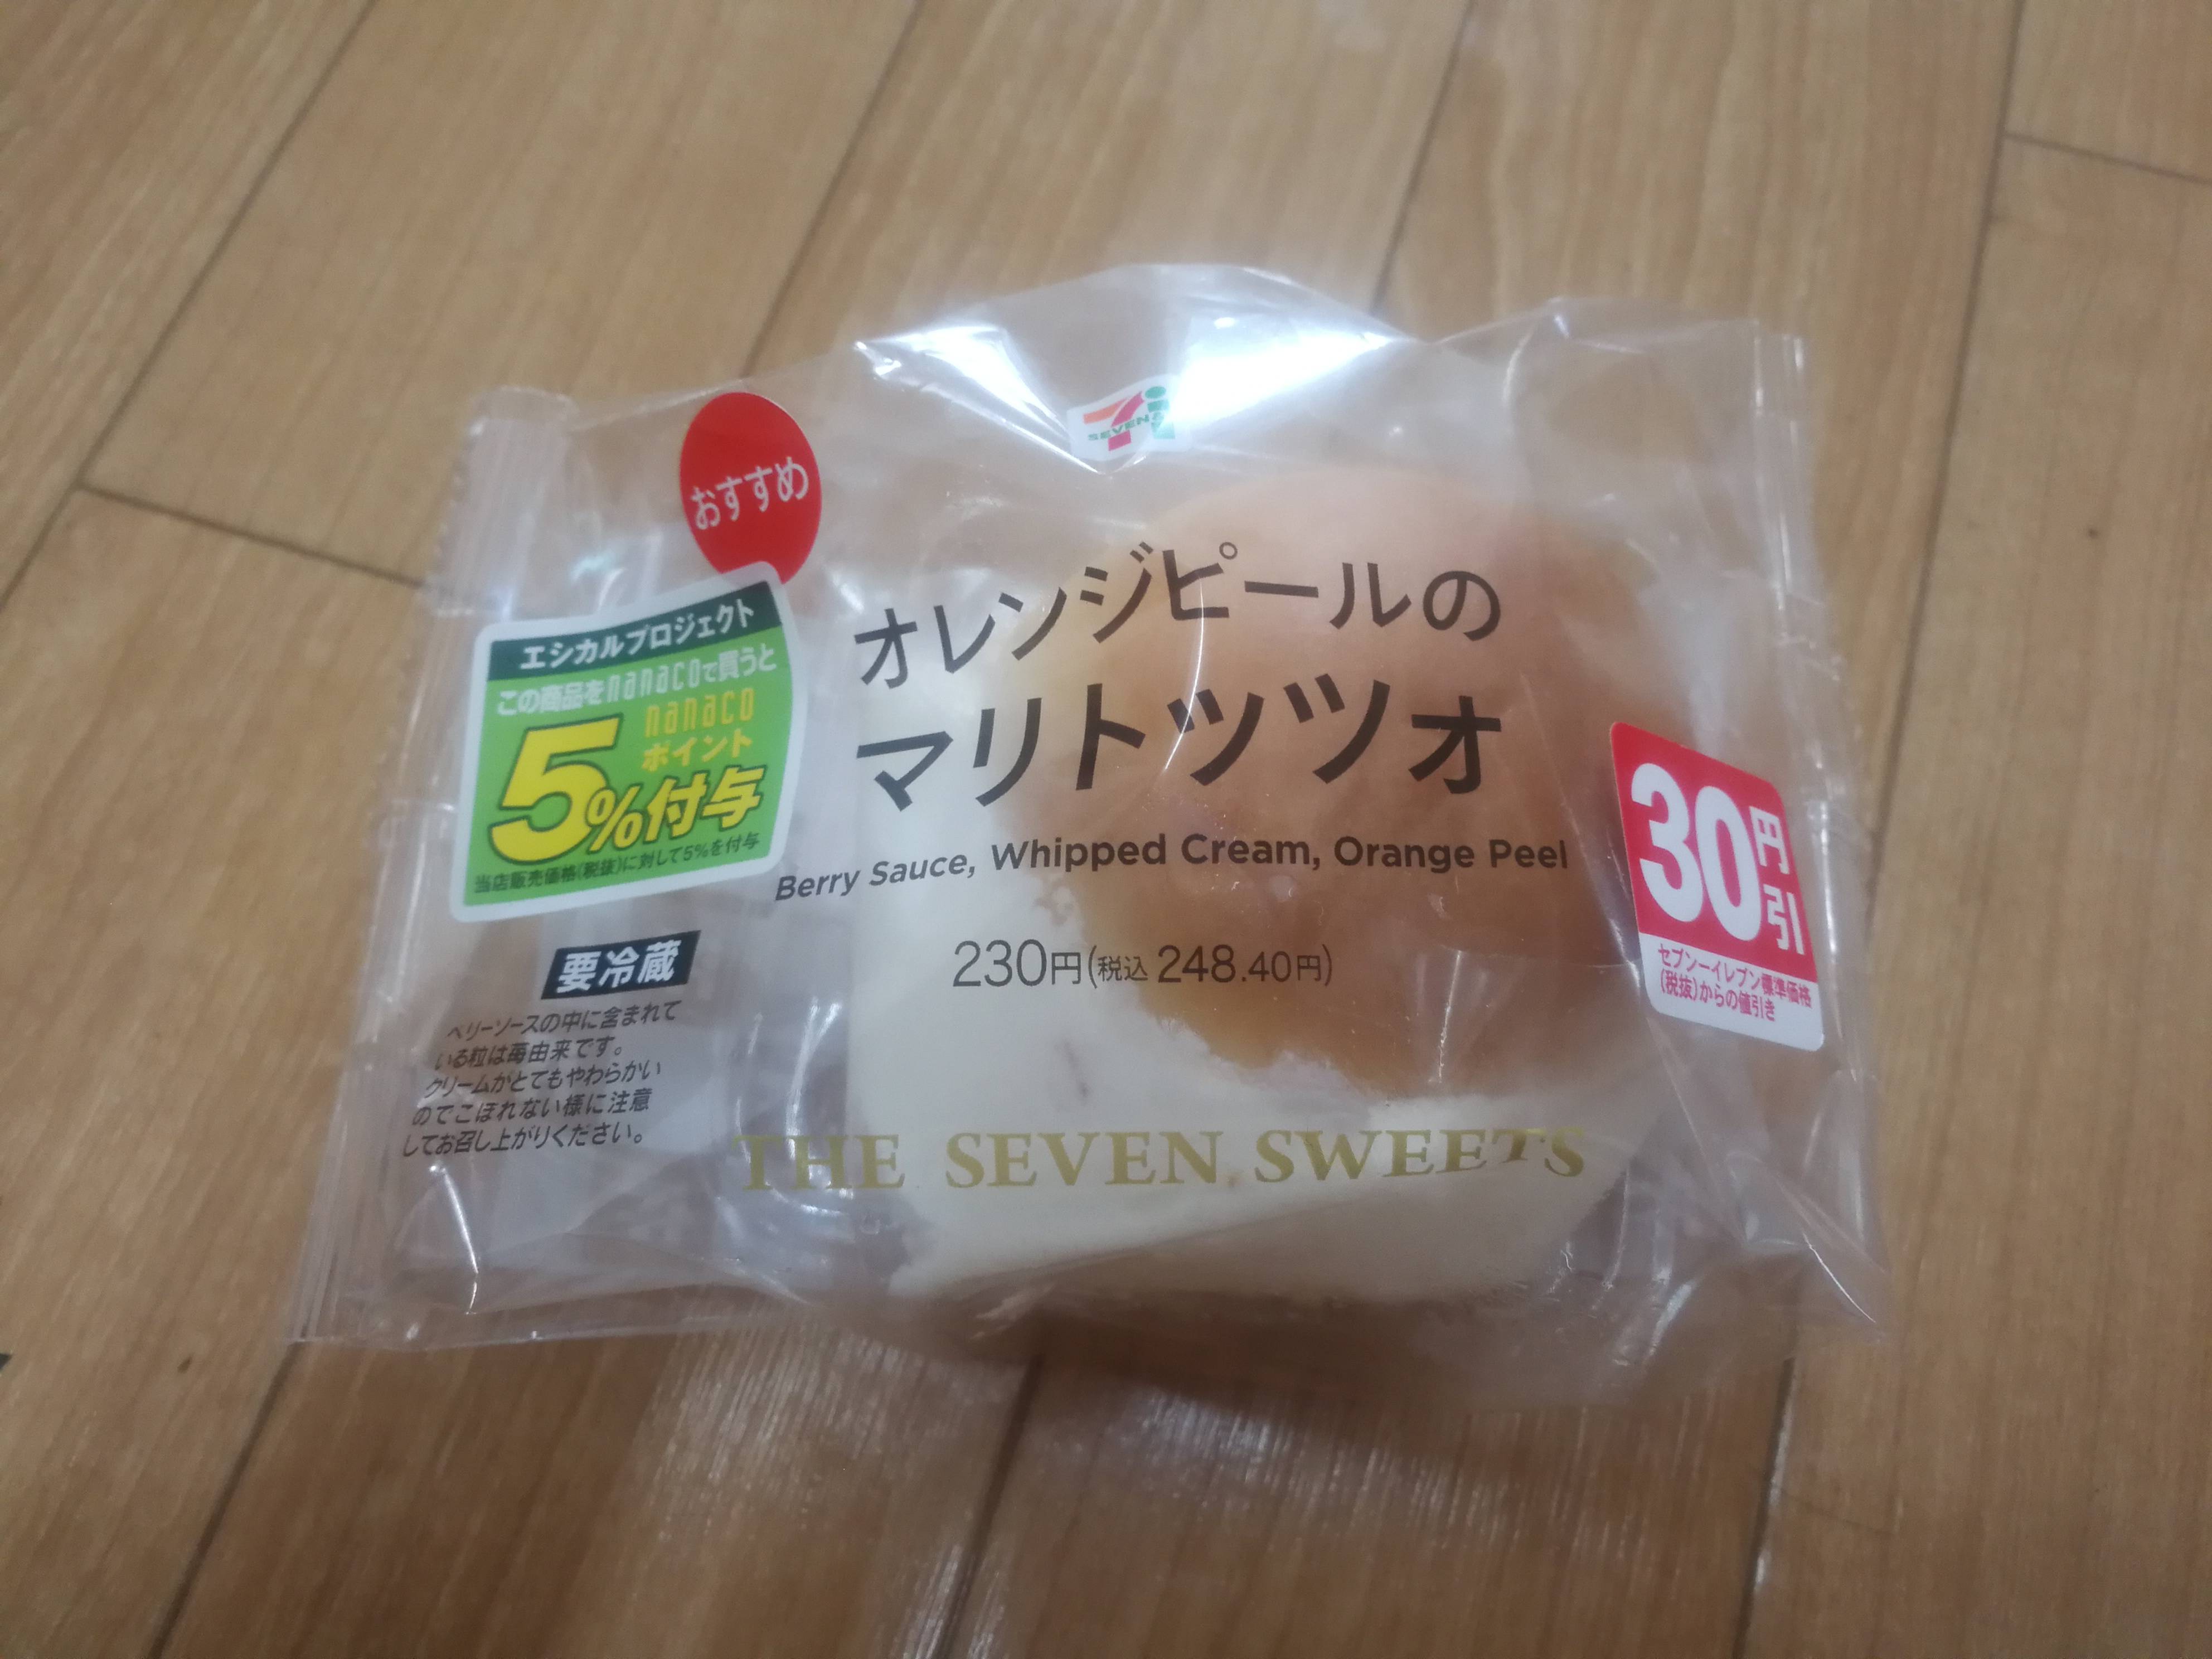 SEVEN
おすすめ
オレンジピールの
マリトッツォ
Berry Sauce, Whipped Cream, Orange Peel
230円(税込 248.40円)
エシカルプロジェクト
この商品をnanacoで買うと
nanaco
ポイント
5%付与
当店販売価格(税抜)に対して5%を付与
要冷蔵
ベリーソースの中に含まれて
いる粒は苺由来です。
クリームがとてもやわらかい
のでこぼれない様に注意
してお召し上がりください。
30円引
セブン－イレブン標準価格
(税抜)からの値引き
THE SEVEN SWEETS